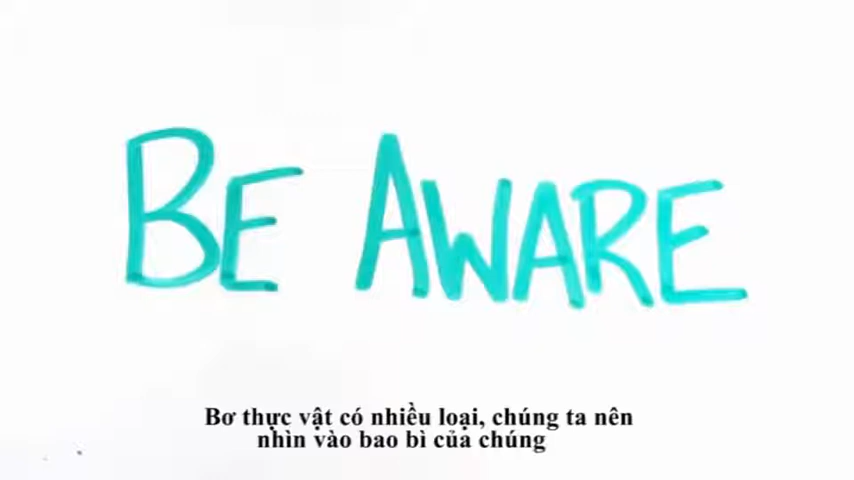 BE AWARE
Bơ thực vật có nhiều loại, chúng ta nên
nhìn vào bao bì của chúng